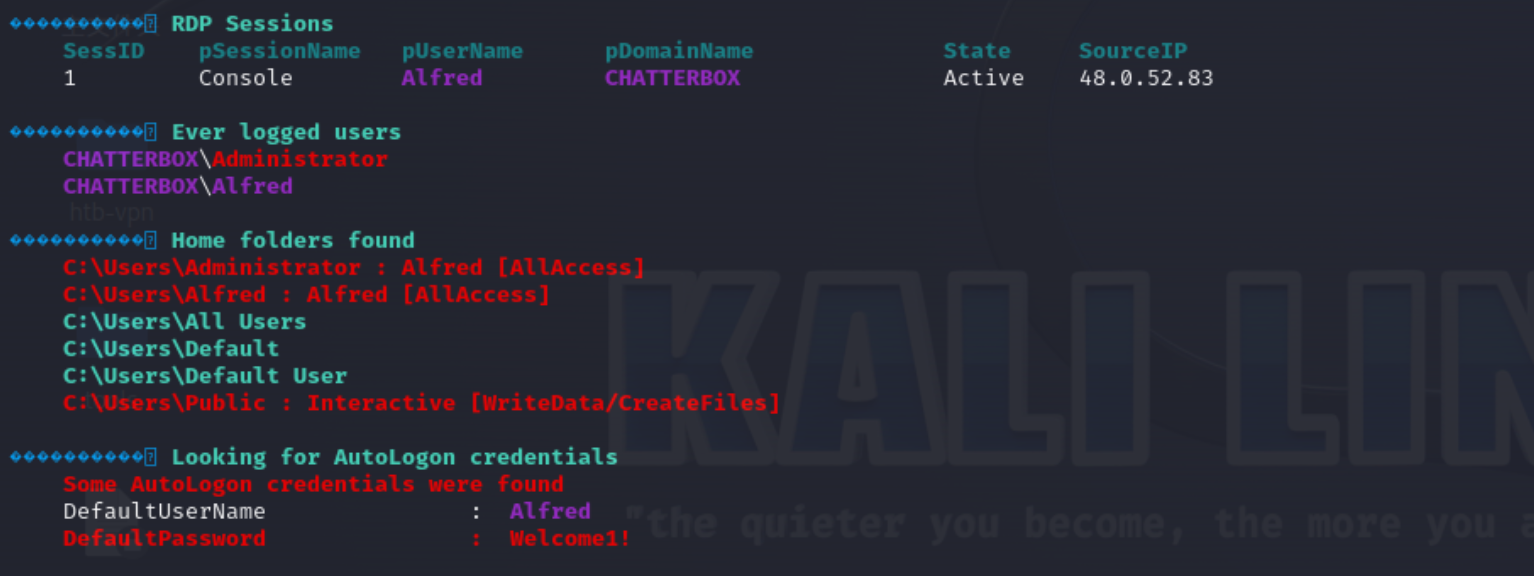 ������������ RDP Sessions
SessID pSessionName pUserName pDomainName State SourceIP
1 Console Alfred CHATTERBOX Active 48.0.52.83
������������ Ever logged users
CHATTERBOX\Administrator
CHATTERBOX\Alfred
htb-vpn
������������ Home folders found
C:\Users\Administrator : Alfred [AllAccess]
C:\Users\Alfred : Alfred [AllAccess]
C:\Users\All Users
C:\Users\Default
C:\Users\Default User
C:\Users\Public : Interactive [WriteData/CreateFiles]
KALI LIN
������������ Looking for AutoLogon credentials
Some AutoLogon credentials were found
DefaultUserName : Alfred
"the quieter you become, the more you a
DefaultPassword : Welcome1!